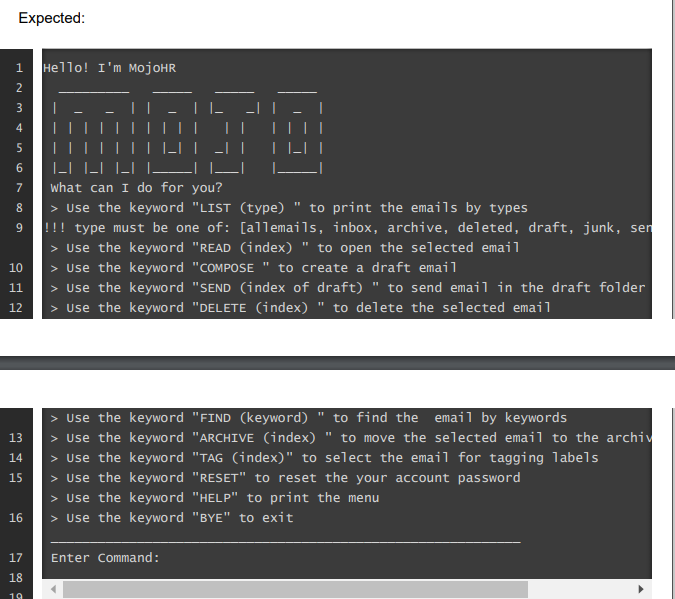 Expected:
1 Hello! I'm MojoHR
2   _________   _____   _____   _____
3  |  _   _  | |  _  | |_   _| |  _  |
4  | | | | | | | | | |   | |   | | | |
5  | | | | | | | |_| |  _| |   | |_| |
6  |_| |_| |_| |_____| |___|   |_____|
7  What can I do for you?
8  > Use the keyword "LIST (type) " to print the emails by types
9 !!! type must be one of: [allemails, inbox, archive, deleted, draft, junk, sen
 > Use the keyword "READ (index) " to open the selected email
10  > Use the keyword "COMPOSE " to create a draft email
11  > Use the keyword "SEND (index of draft) " to send email in the draft folder
12  > Use the keyword "DELETE (index) " to delete the selected email
 > Use the keyword "FIND (keyword) " to find the  email by keywords
13  > Use the keyword "ARCHIVE (index) " to move the selected email to the archiv
14  > Use the keyword "TAG (index)" to select the email for tagging labels
15  > Use the keyword "RESET" to reset your account password
 > Use the keyword "HELP" to print the menu
16  > Use the keyword "BYE" to exit
 ____________________________________________________________
17  Enter Command:
18
19